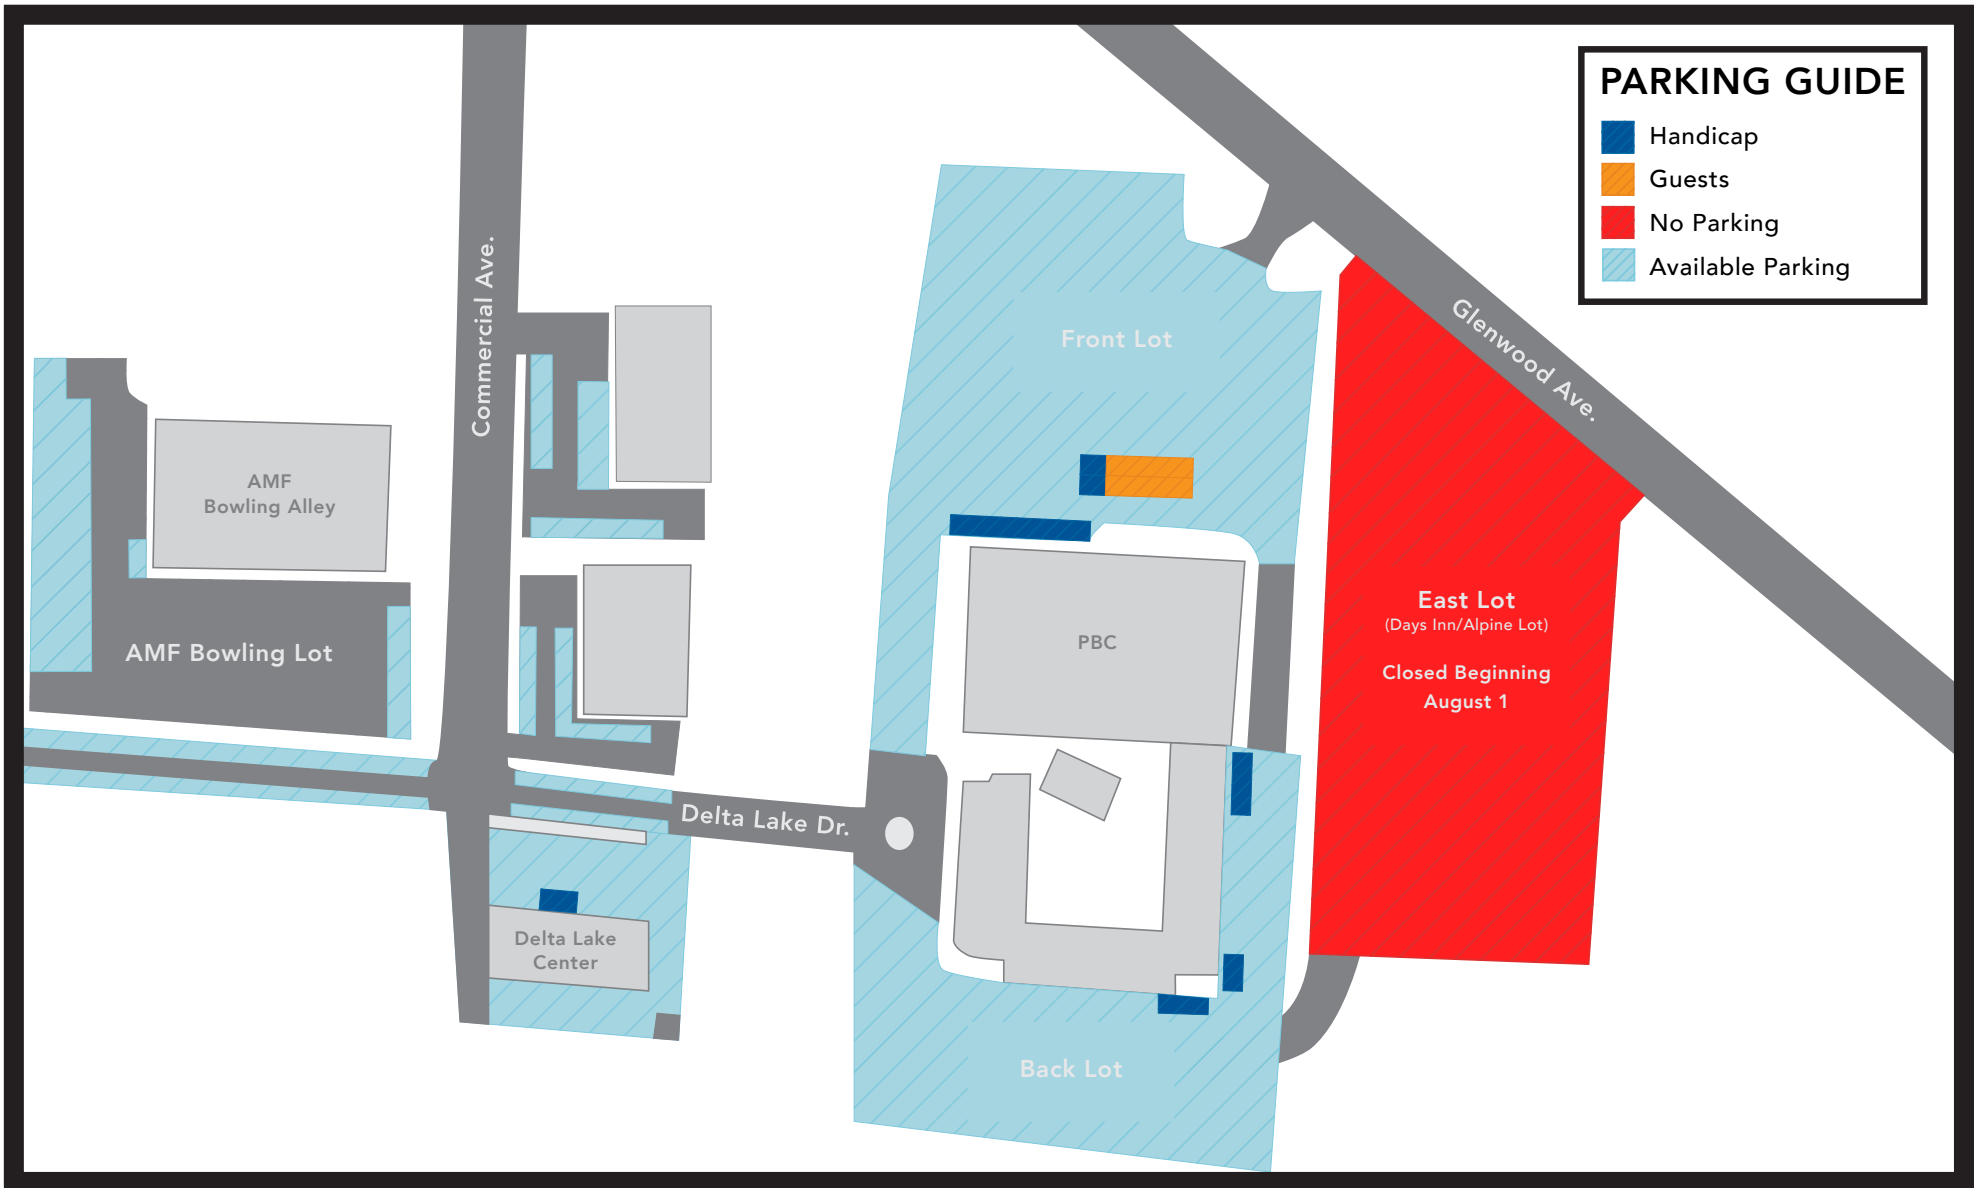 PARKING GUIDE
Handicap
Guests
No Parking
Available Parking
Glenwood Ave.
Commercial Ave.
Front Lot
AMF
Bowling Alley
East Lot
(Days Inn/Alpine Lot)
Closed Beginning
August 1
PBC
AMF Bowling Lot
Delta Lake Dr.
Delta Lake
Center
Back Lot